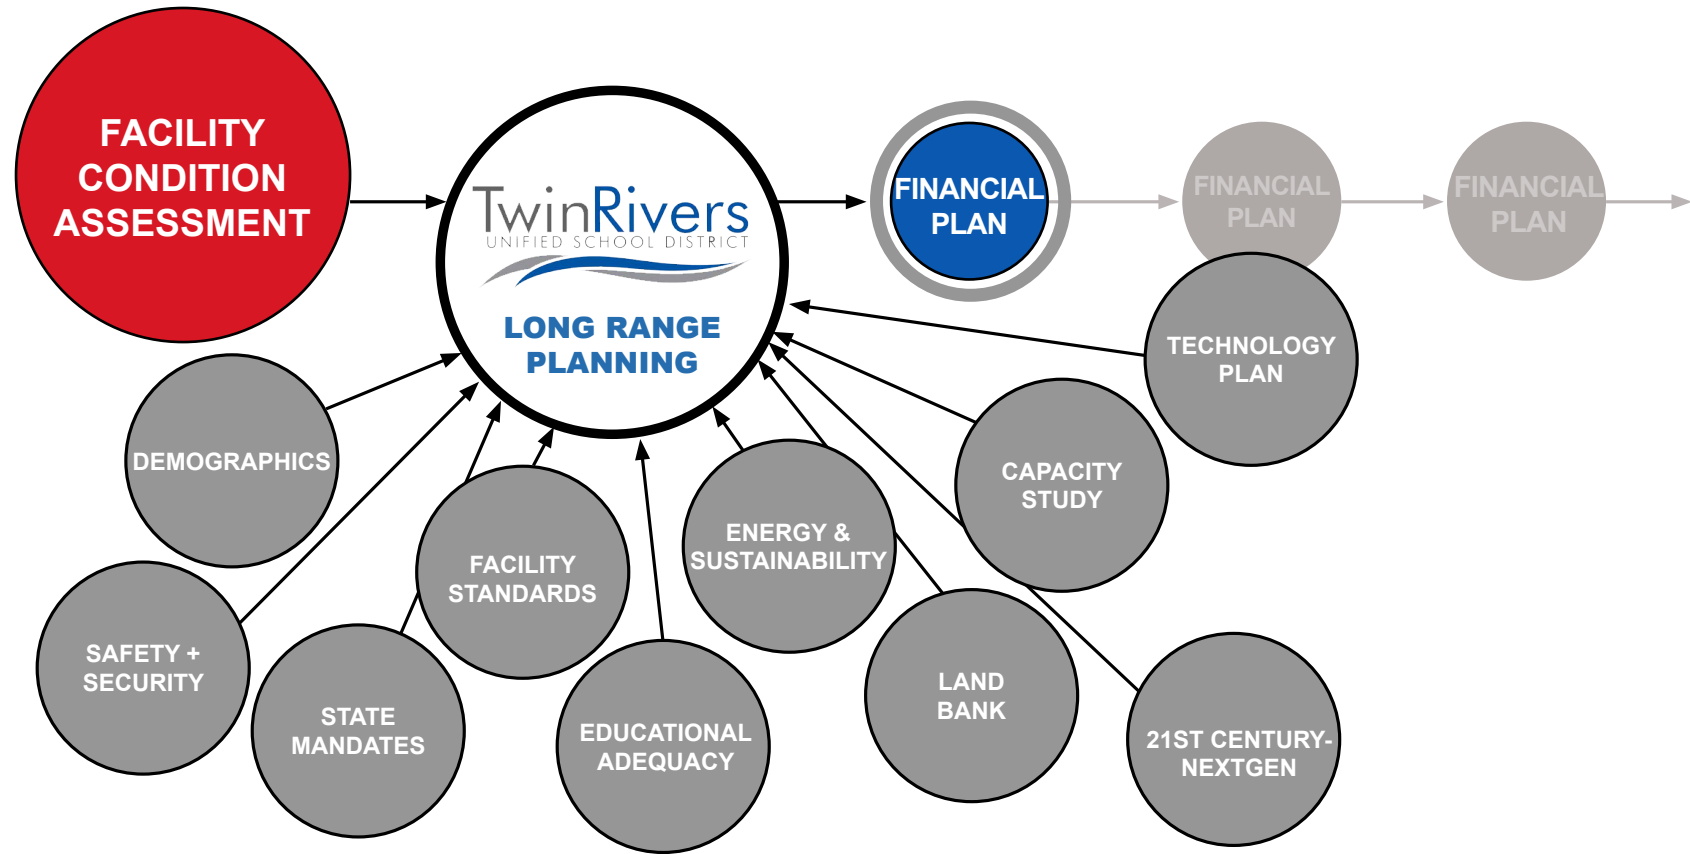 FACILITY
CONDITION
ASSESSMENT
TwinRivers
UNIFIED SCHOOL DISTRICT
LONG RANGE
PLANNING
FINANCIAL
PLAN
FINANCIAL
PLAN
FINANCIAL
PLAN
TECHNOLOGY
PLAN
DEMOGRAPHICS
CAPACITY
STUDY
ENERGY &
SUSTAINABILITY
FACILITY
STANDARDS
SAFETY +
SECURITY
STATE
MANDATES
EDUCATIONAL
ADEQUACY
LAND
BANK
21ST CENTURY-
NEXTGEN